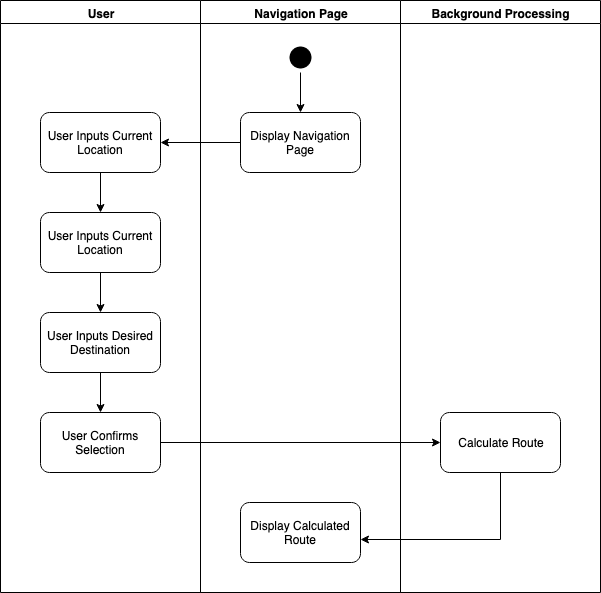 User
Navigation Page
Background Processing
Display Navigation
Page
User Inputs Current
Location
User Inputs Current
Location
User Inputs Desired
Destination
User Confirms
Selection
Calculate Route
Display Calculated
Route